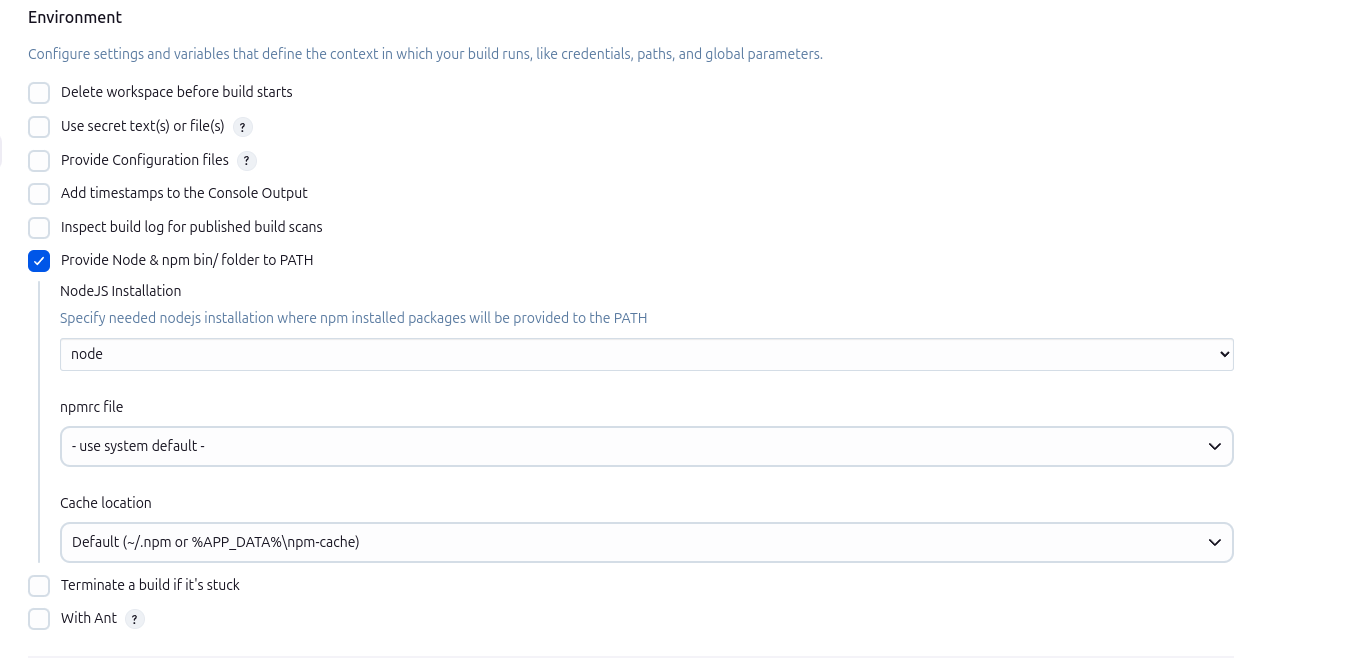 Environment
Configure settings and variables that define the context in which your build runs, like credentials, paths, and global parameters.
Delete workspace before build starts
Use secret text(s) or file(s) ?
Provide Configuration files ?
Add timestamps to the Console Output
Inspect build log for published build scans
Provide Node & npm bin/ folder to PATH
NodeJS Installation
Specify needed nodejs installation where npm installed packages will be provided to the PATH
node
npmrc file
- use system default -
Cache location
Default (~/.npm or %APP_DATA%\npm-cache)
Terminate a build if it's stuck
With Ant ?